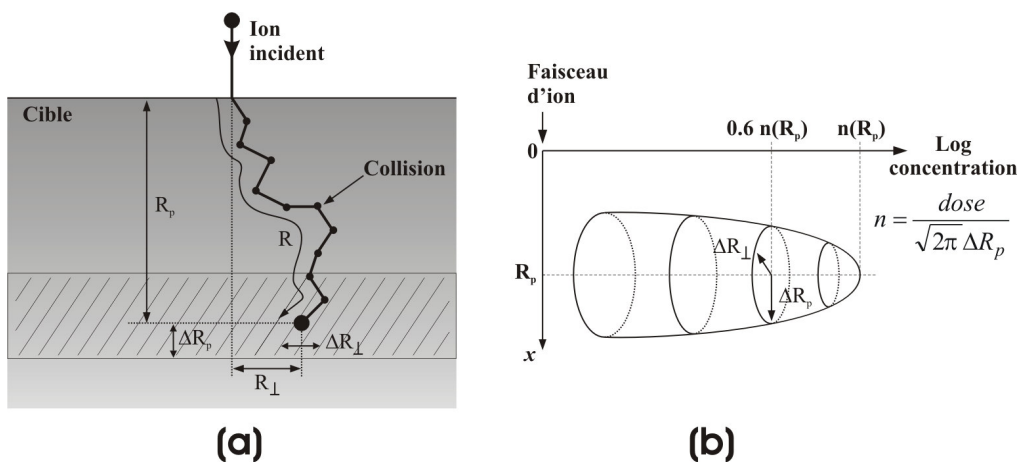 Ion
incident
Cible
Collision
Rₚ
R
ΔRₚ
ΔR⊥
R⊥
(a)
Faisceau
d'ion
0
0.6 n(Rₚ)
n(Rₚ)
Log
concentration
n = dose / √2π ΔRₚ
ΔR⊥
Rₚ
ΔRₚ
x
(b)